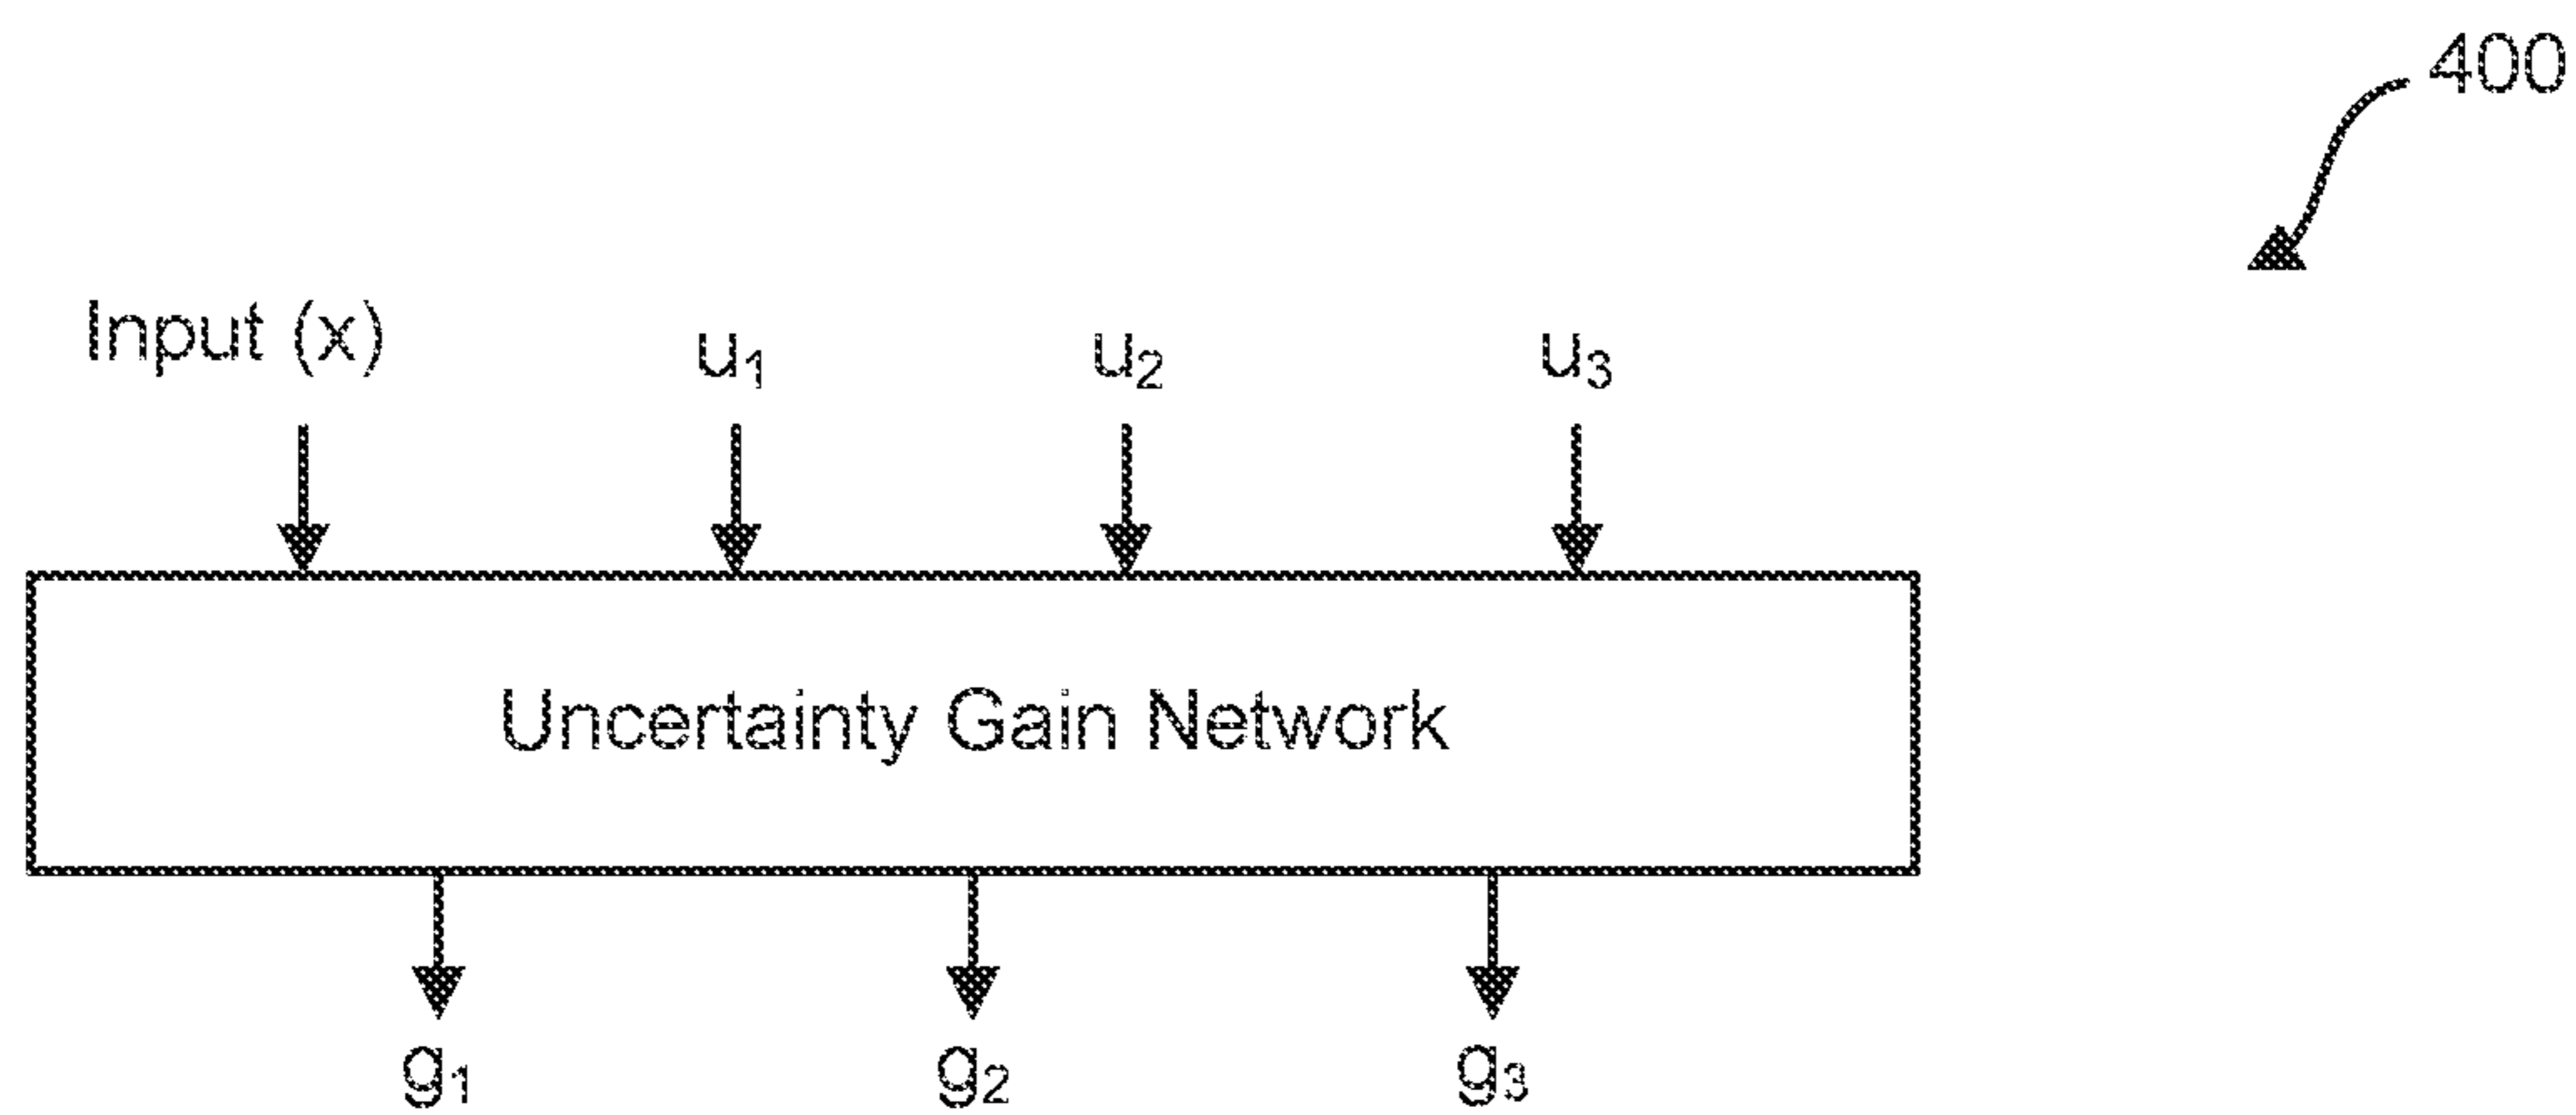 400
Input (x) u₁ u₂ u₃
Uncertainty Gain Network
g₁ g₂ g₃